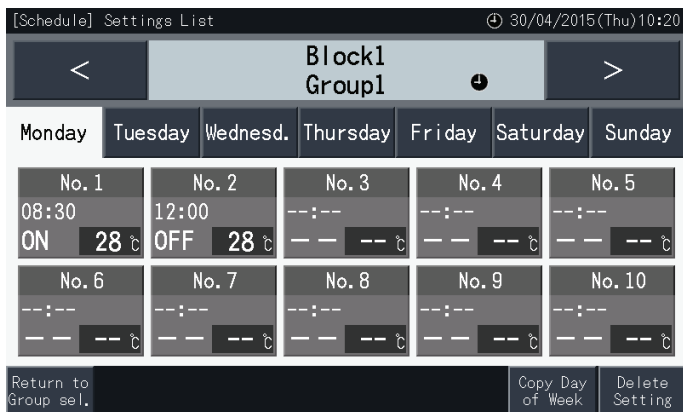 [Schedule] Settings List 30/04/2015(Thu)10:20
< Block1 >
Group1
Monday Tuesday Wednesd. Thursday Friday Saturday Sunday
No.1 No.2 No.3 No.4 No.5
08:30 12:00 --:-- --:-- --:--
ON 28℃ OFF 28℃ -- --℃ -- --℃ -- --℃
No.6 No.7 No.8 No.9 No.10
--:-- --:-- --:-- --:-- --:--
-- --℃ -- --℃ -- --℃ -- --℃ -- --℃
Return to Copy Day Delete
Group sel. of Week Setting